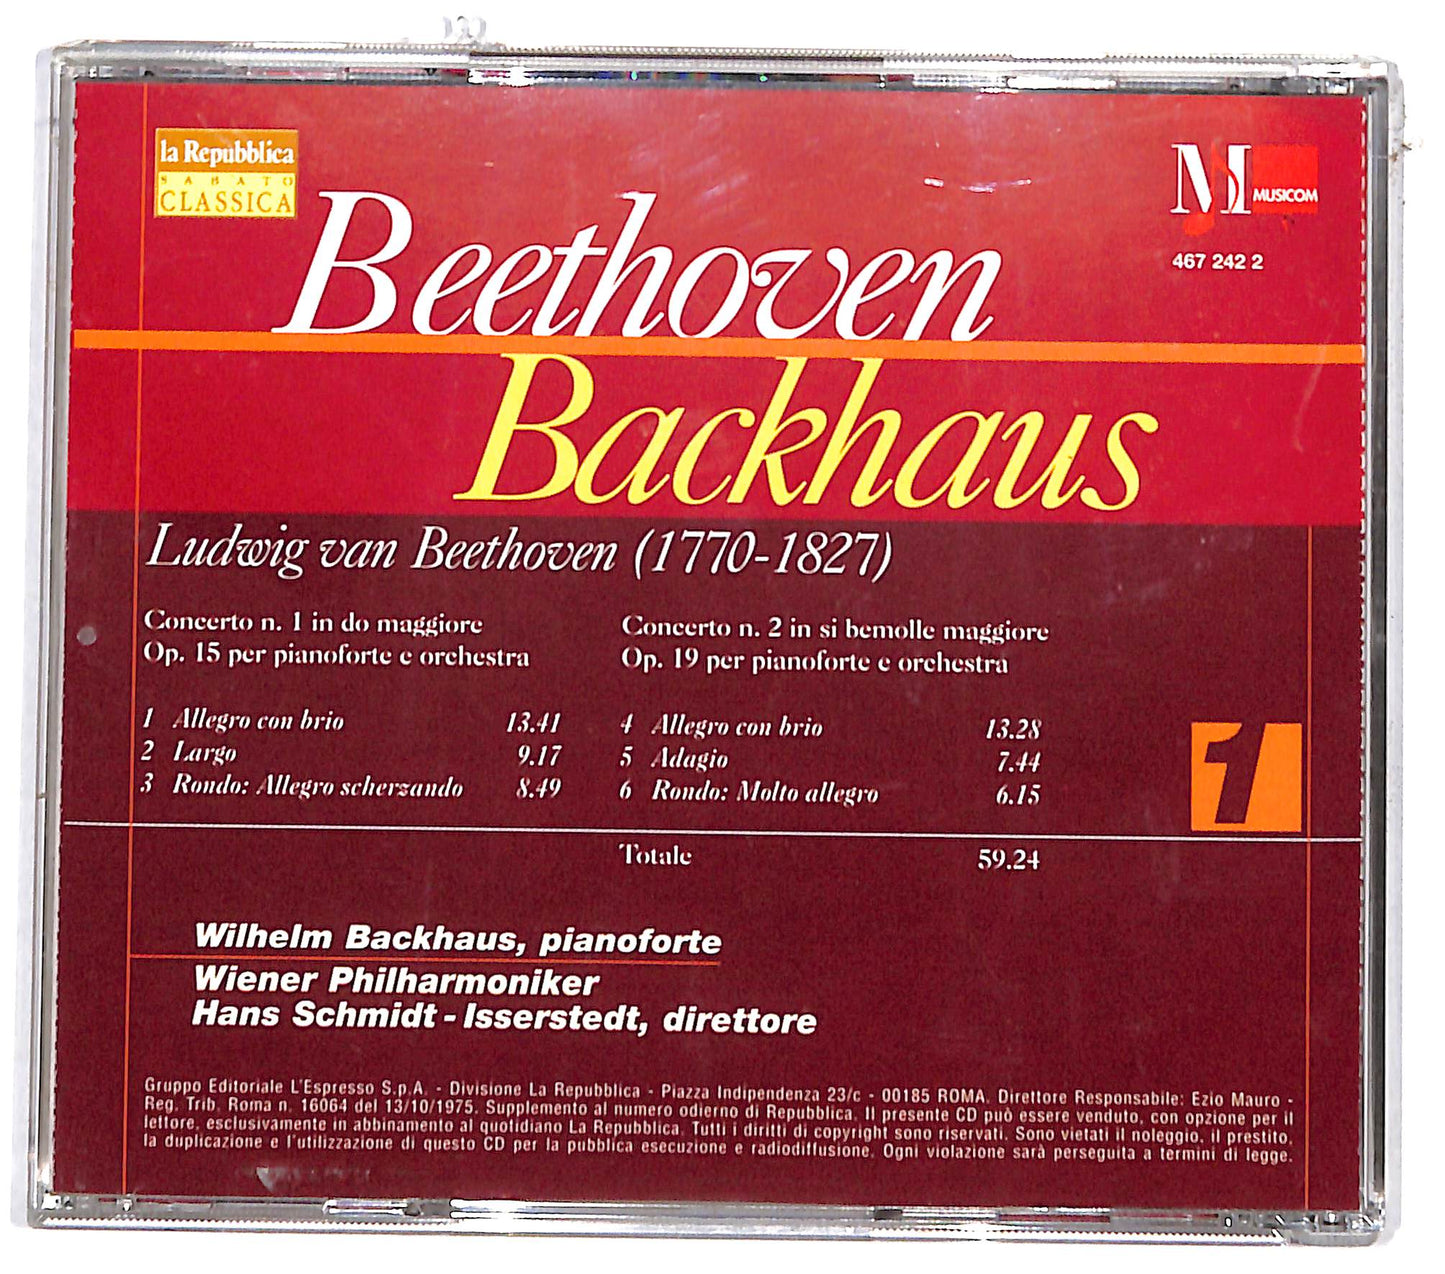 la Repubblica
SABATO
CLASSICA
M
MUSICOM
467 242 2
Beethoven
Backhaus
Ludwig van Beethoven (1770-1827)
Concerto n. 1 in do maggiore
Op. 15 per pianoforte e orchestra
1 Allegro con brio 13.41
2 Largo 9.17
3 Rondo: Allegro scherzando 8.49
Concerto n. 2 in si bemolle maggiore
Op. 19 per pianoforte e orchestra
4 Allegro con brio 13.28
5 Adagio 7.44
6 Rondo: Molto allegro 6.15
1
Totale 59.24
Wilhelm Backhaus, pianoforte
Wiener Philharmoniker
Hans Schmidt-Isserstedt, direttore
Gruppo Editoriale L'Espresso S.p.A. - Divisione La Repubblica - Piazza Indipendenza 23/c - 00185 ROMA. Direttore Responsabile: Ezio Mauro -
Reg. Trib. Roma n. 16064 del 13/10/1975. Supplemento al numero odierno di Repubblica. Il presente CD può essere venduto, con opzione per il
lettore, esclusivamente in abbinamento al quotidiano La Repubblica. Tutti i diritti di copyright sono riservati. Sono vietati il noleggio, il prestito,
la duplicazione e l'utilizzazione di questo CD per la pubblica esecuzione e radiodiffusione. Ogni violazione sarà perseguita a termini di legge.